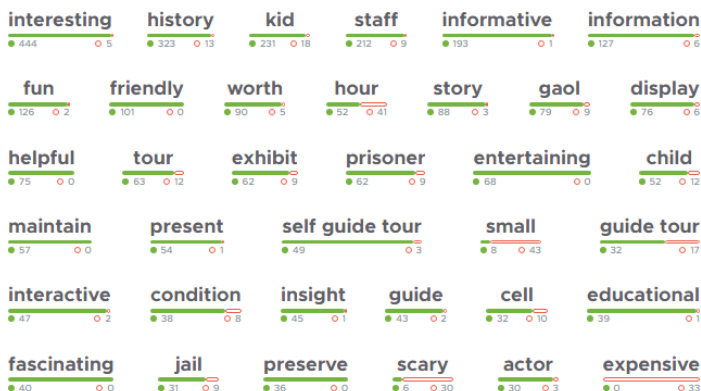 interesting history kid staff informative information
444 5 323 13 231 18 212 9 193 1 127 6
fun friendly worth hour story gaol display
126 2 101 0 90 5 52 41 88 3 79 9 76 6
helpful tour exhibit prisoner entertaining child
75 0 63 12 62 9 62 9 68 0 52 12
maintain present self guide tour small guide tour
57 0 54 1 49 3 8 43 32 17
interactive condition insight guide cell educational
47 2 38 8 45 1 43 2 32 10 39 1
fascinating jail preserve scary actor expensive
40 0 31 9 36 0 6 30 30 3 0 33